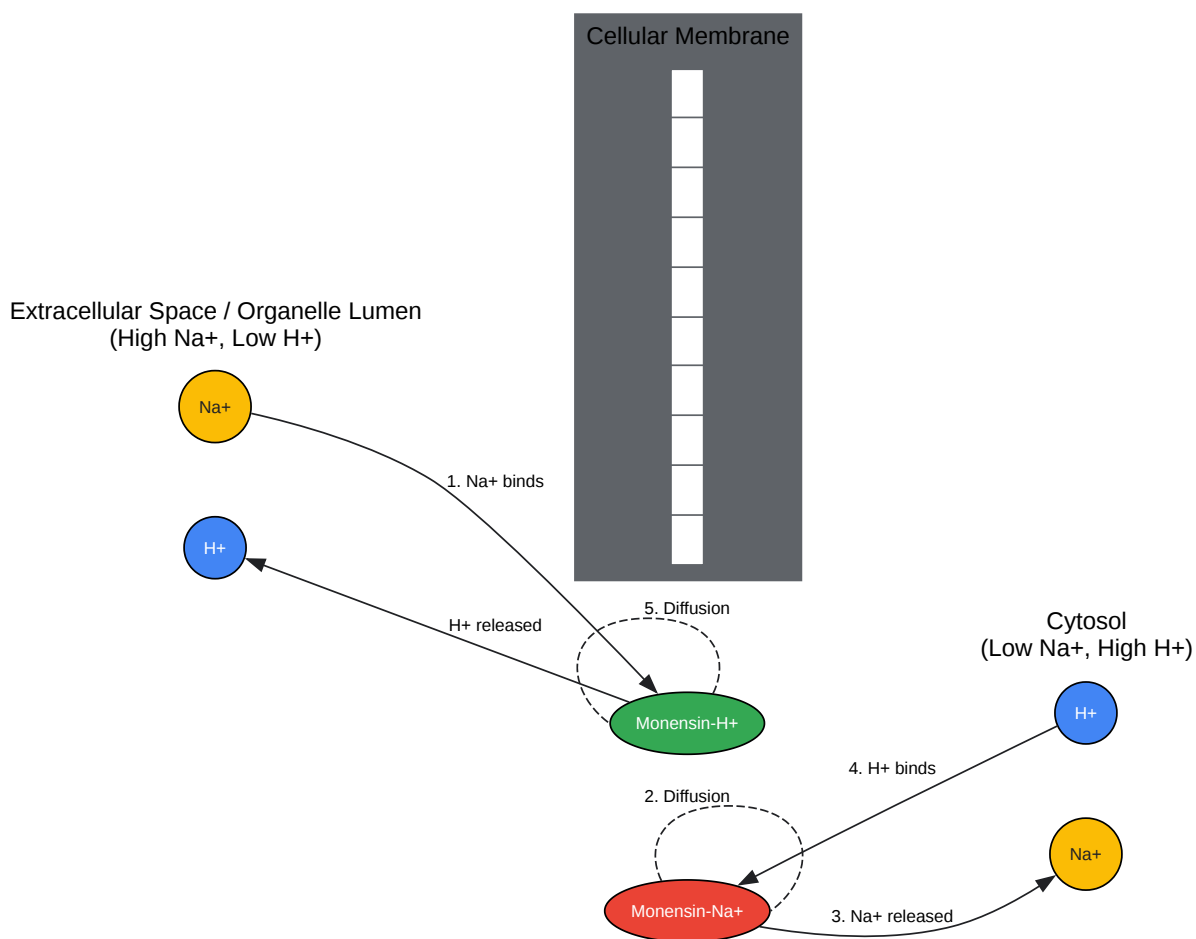 Cellular Membrane
Extracellular Space / Organelle Lumen
(High Na+, Low H+)
Na+
1. Na+ binds
H+
H+ released
5. Diffusion
Monensin-H+
Cytosol
(Low Na+, High H+)
H+
4. H+ binds
2. Diffusion
Na+
Monensin-Na+
3. Na+ released